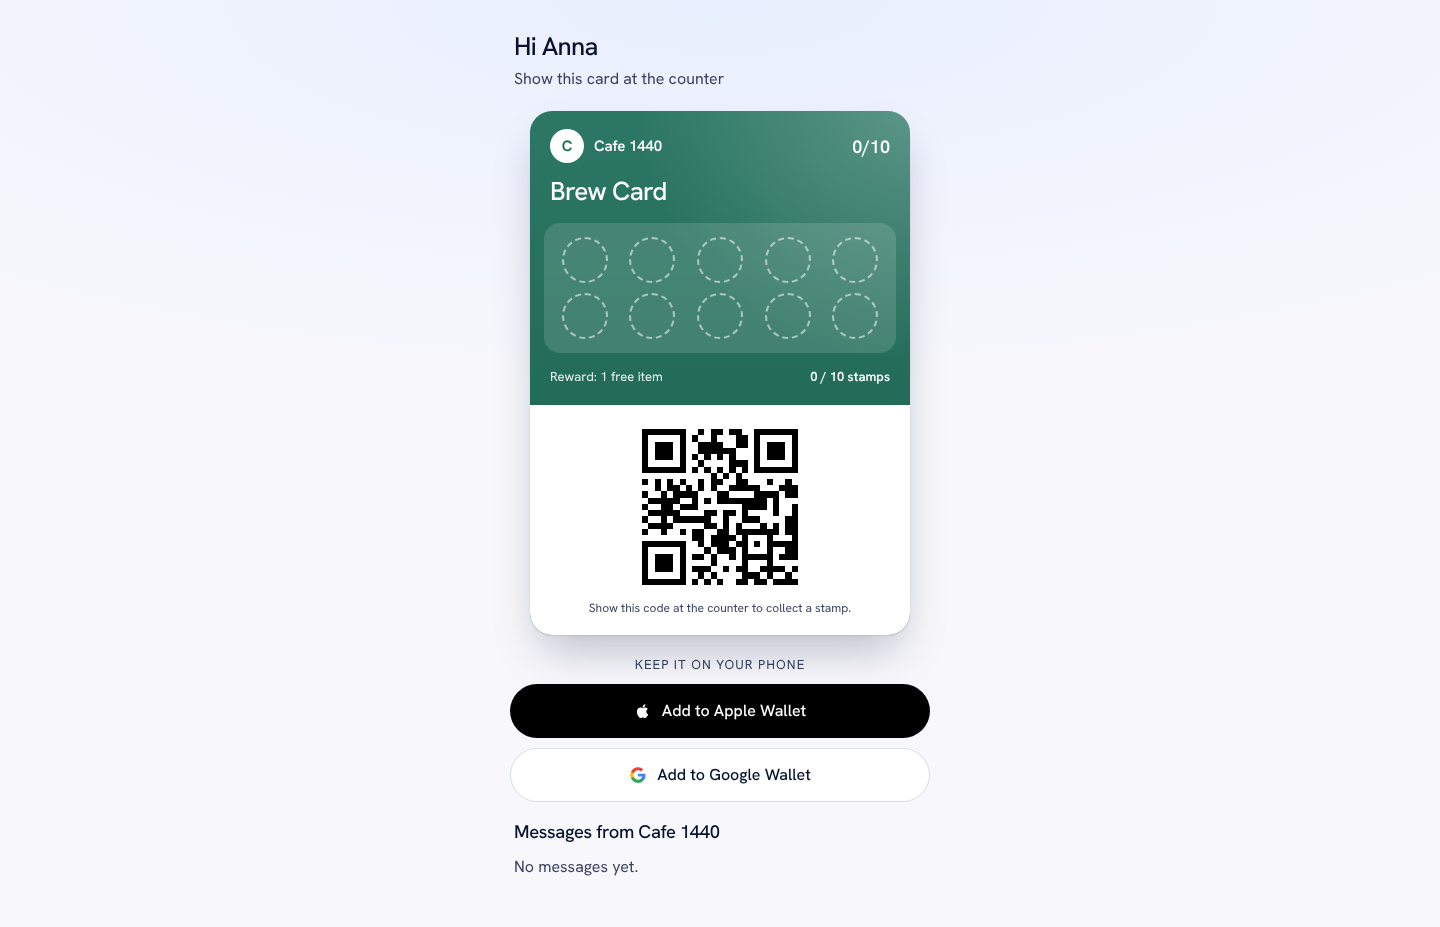 Hi Anna
Show this card at the counter
C
Cafe 1440
0/10
Brew Card
Reward: 1 free item
0 / 10 stamps
Show this code at the counter to collect a stamp.
KEEP IT ON YOUR PHONE
Add to Apple Wallet
Add to Google Wallet
Messages from Cafe 1440
No messages yet.